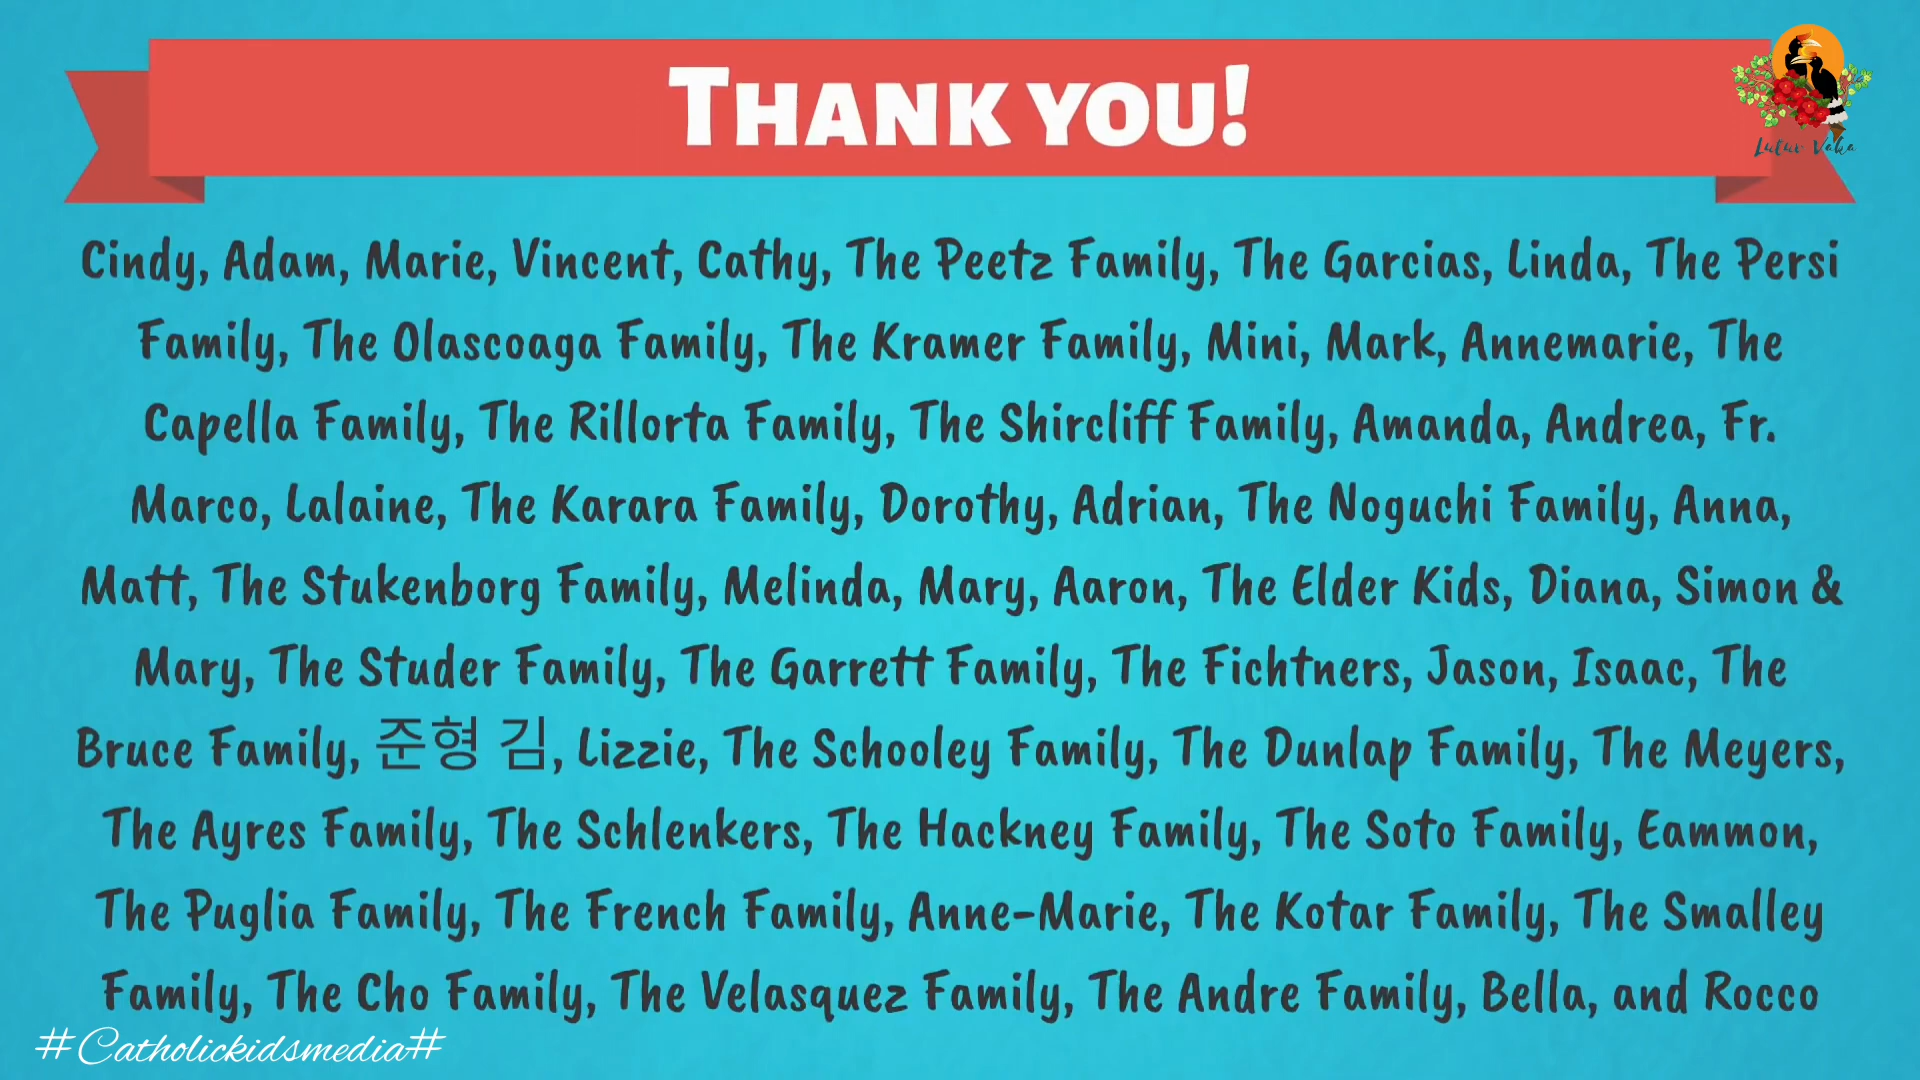 THANK YOU!
Lutur Vaka
Cindy, Adam, Marie, Vincent, Cathy, The Peetz Family, The Garcias, Linda, The Persi
Family, The Olascoaga Family, The Kramer Family, Mini, Mark, Annemarie, The
Capella Family, The Rillorta Family, The Shircliff Family, Amanda, Andrea, Fr.
Marco, Lalaine, The Karara Family, Dorothy, Adrian, The Noguchi Family, Anna,
Matt, The Stukenborg Family, Melinda, Mary, Aaron, The Elder Kids, Diana, Simon &
Mary, The Studer Family, The Garrett Family, The Fichtners, Jason, Isaac, The
Bruce Family, 준형 김, Lizzie, The Schooley Family, The Dunlap Family, The Meyers,
The Ayres Family, The Schlenkers, The Hackney Family, The Soto Family, Eammon,
The Puglia Family, The French Family, Anne-Marie, The Kotar Family, The Smalley
Family, The Cho Family, The Velasquez Family, The Andre Family, Bella, and Rocco
#Catholickidsmedia#